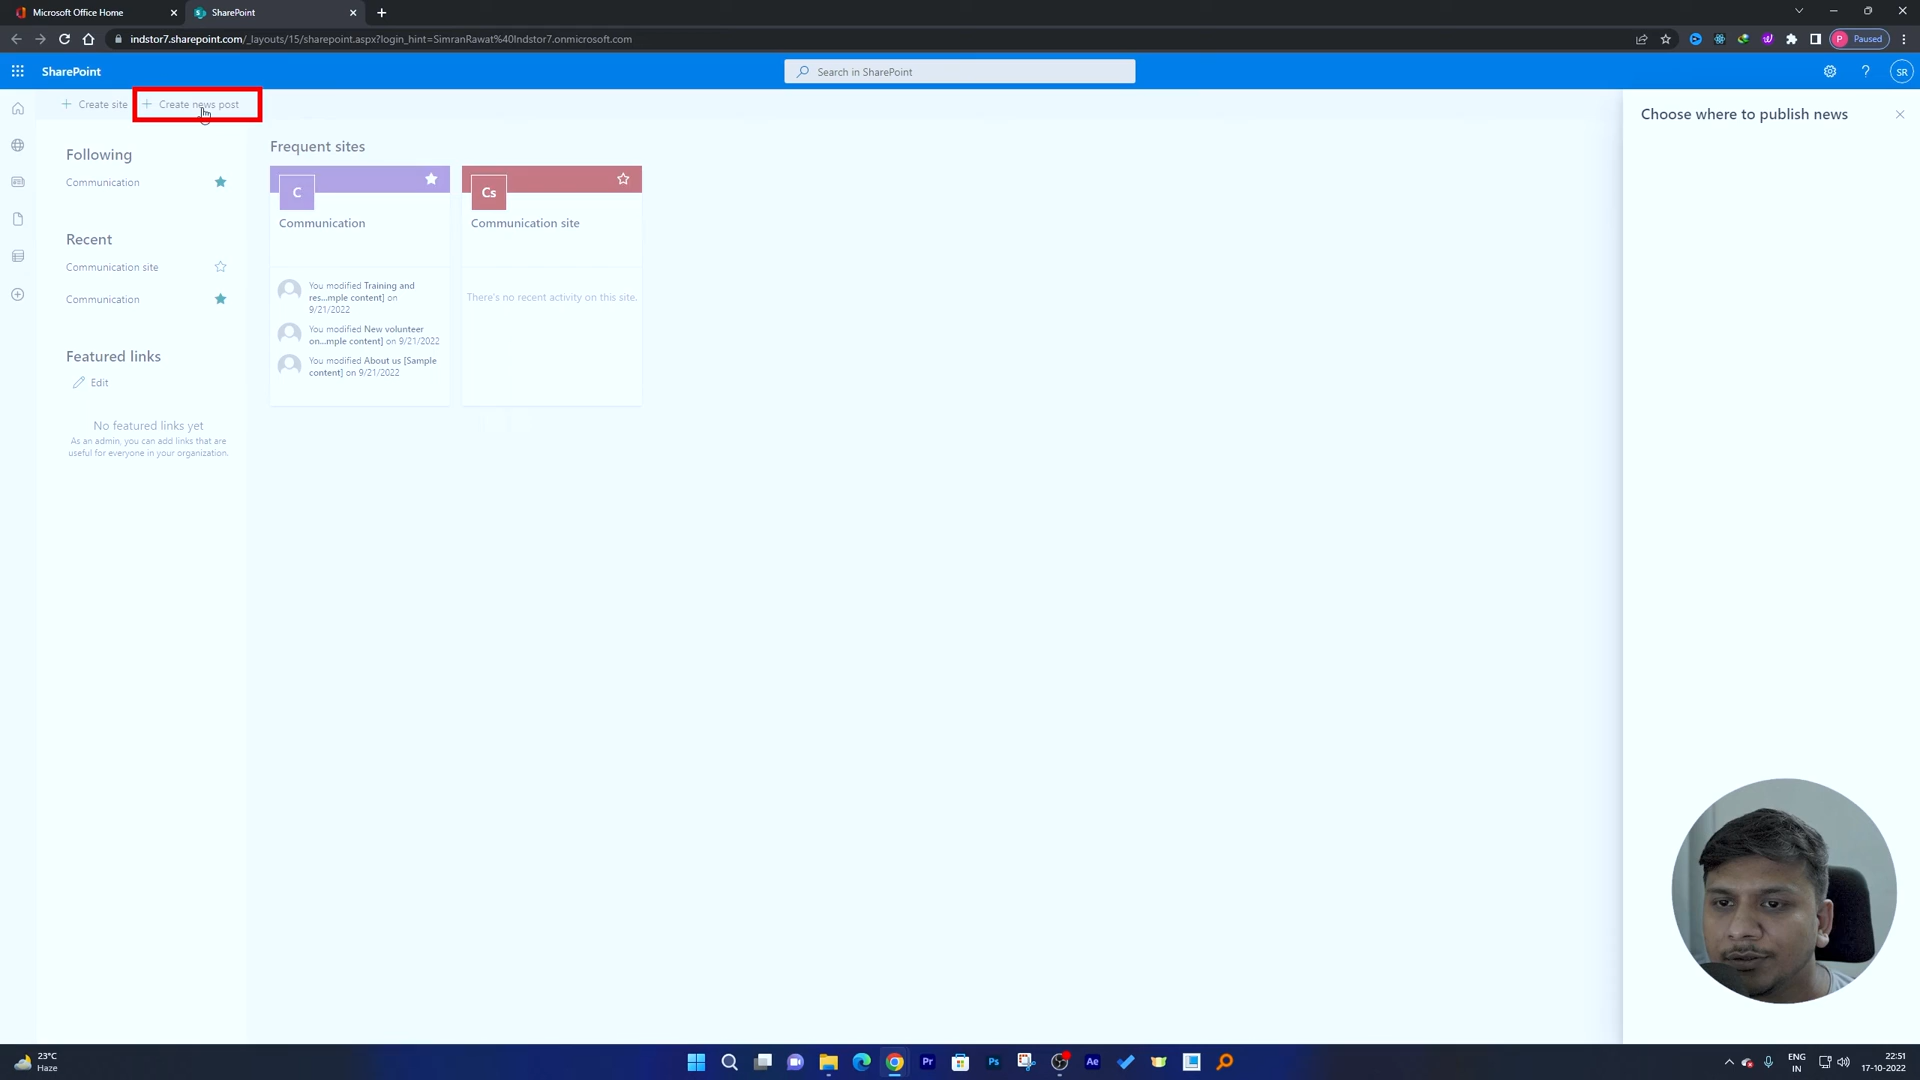 Microsoft Office Home
SharePoint
indstor7.sharepoint.com/_layouts/15/sharepoint.aspx?login_hint=SimranRawat%40Indstor7.onmicrosoft.com
P Paused
SharePoint
Search in SharePoint
SR
Create site
Create news post
Choose where to publish news
Following
Communication
Recent
Communication site
Communication
Featured links
Edit
No featured links yet
As an admin, you can add links that are
useful for everyone in your organization.
Frequent sites
C
Communication
You modified Training and
res...mple content] on
9/21/2022
You modified New volunteer
on...mple content] on 9/21/2022
You modified About us [Sample
content] on 9/21/2022
Cs
Communication site
There's no recent activity on this site.
23°C
Haze
Pr
Ps
Ae
ENG
IN
22:51
17-10-2022